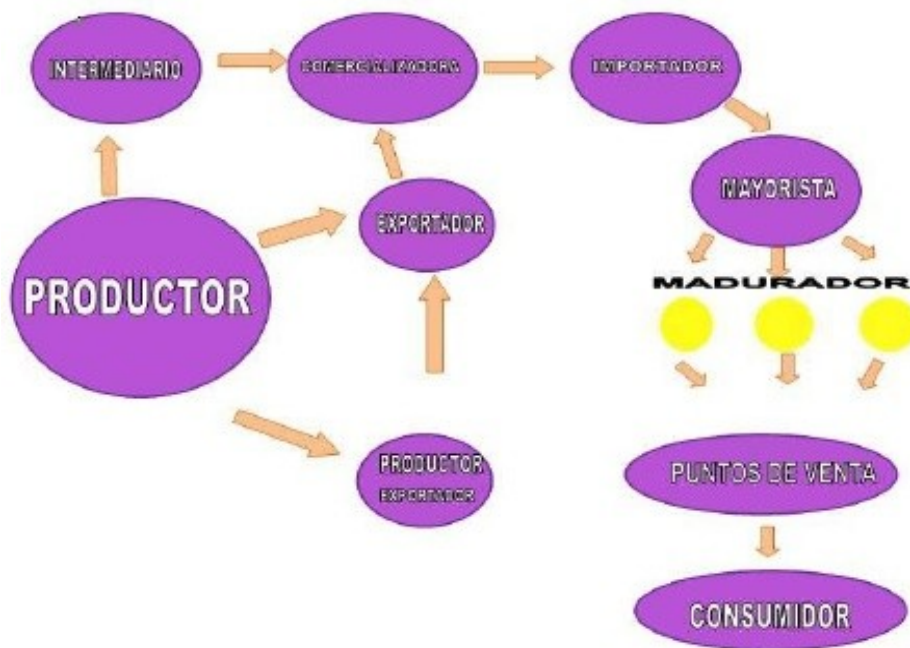 INTERMEDIARIO
COMERCIALIZADORA
IMPORTADOR
MAYORISTA
EXPORTADOR
PRODUCTOR
MADURADOR
PRODUCTOR
EXPORTADOR
PUNTOS DE VENTA
CONSUMIDOR